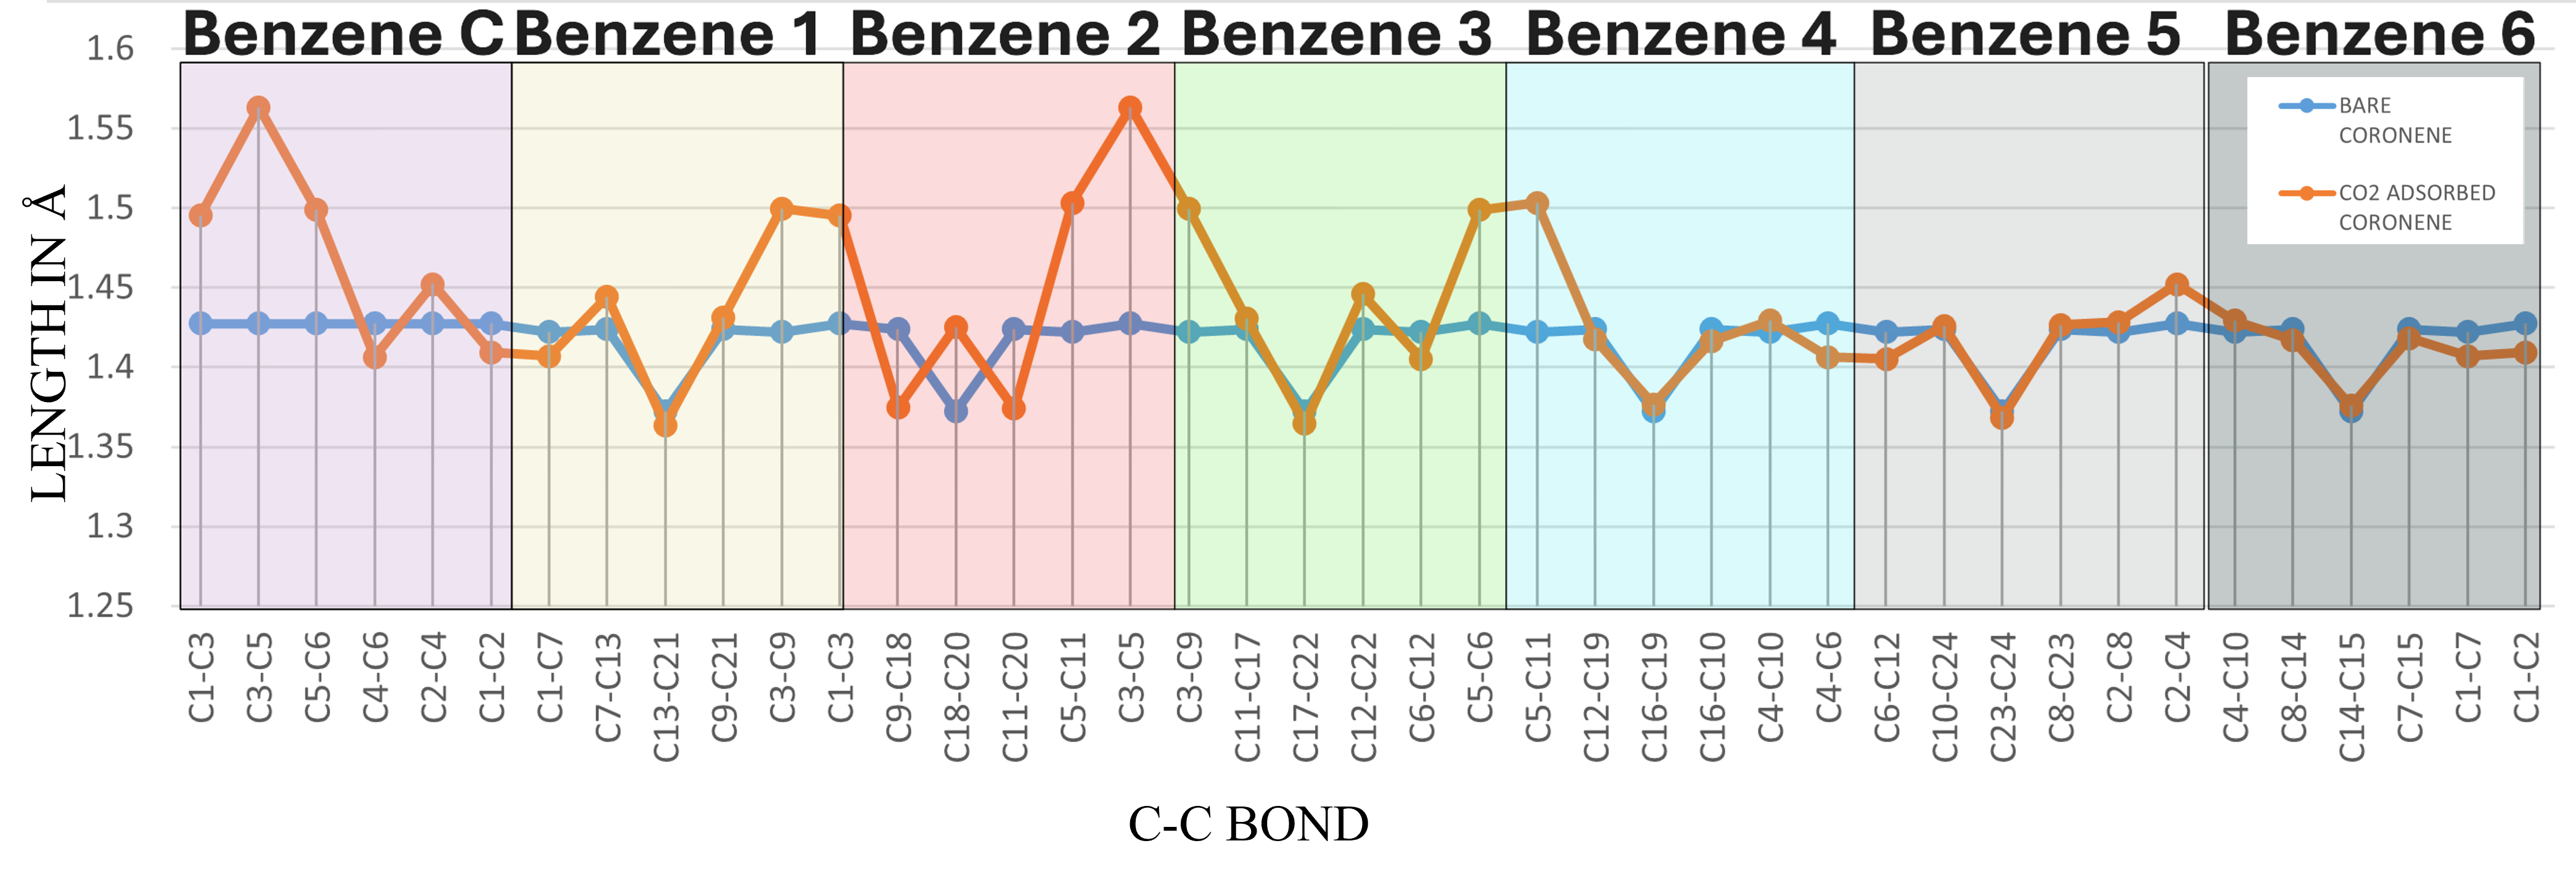 Benzene C Benzene 1 Benzene 2 Benzene 3 Benzene 4 Benzene 5 Benzene 6
1.6
1.55
1.5
1.45
1.4
1.35
1.3
1.25
LENGTH IN Å
BARE
CORONENE
CO2 ADSORBED
CORONENE
C1-C3
C3-C5
C5-C6
C4-C6
C2-C4
C1-C2
C1-C7
C7-C13
C13-C21
C9-C21
C3-C9
C1-C3
C9-C18
C18-C20
C11-C20
C5-C11
C3-C5
C3-C9
C11-C17
C17-C222
C12-C222
C6-C12
C5-C6
C5-C11
C12-C19
C16-C19
C16-C10
C4-C10
C4-C6
C6-C12
C10-C24
C23-C24
C8-C23
C2-C8
C2-C4
C4-C10
C8-C14
C14-C15
C7-C15
C1-C7
C1-C2
C-C BOND